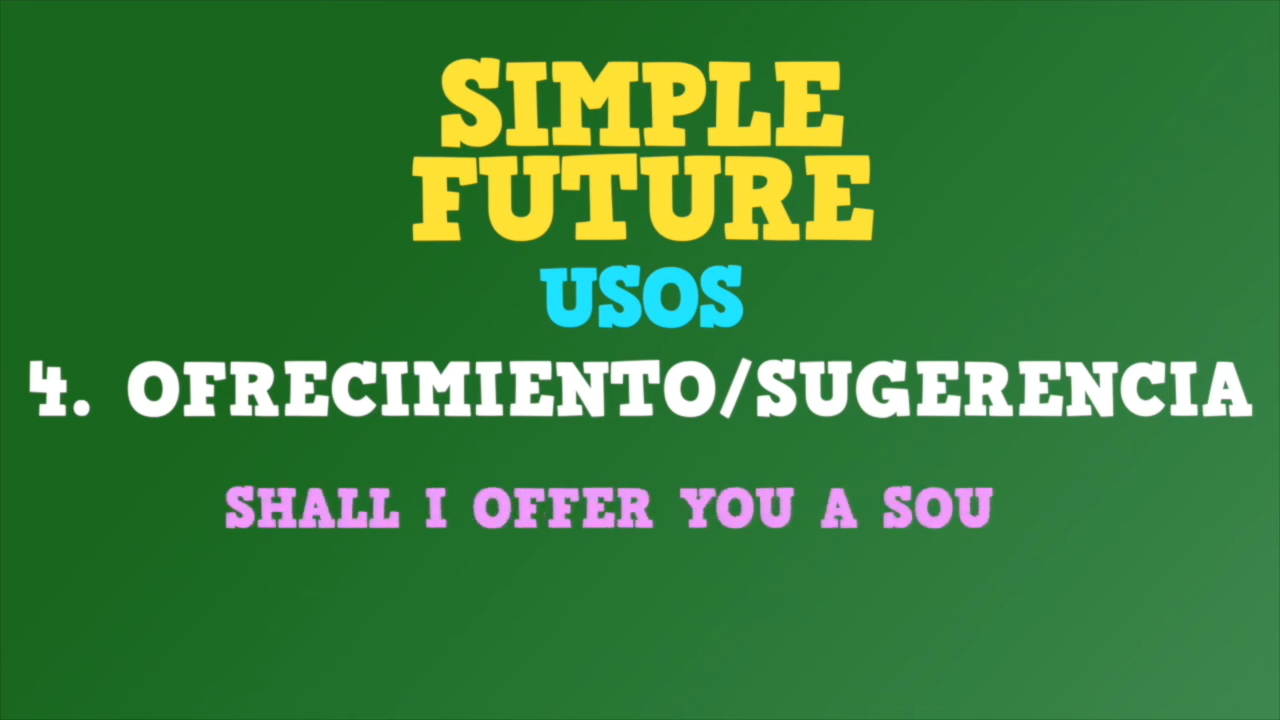 SIMPLE
FUTURE
USOS
4. OFRECIMIENTO/SUGERENCIA
SHALL I OFFER YOU A SOU